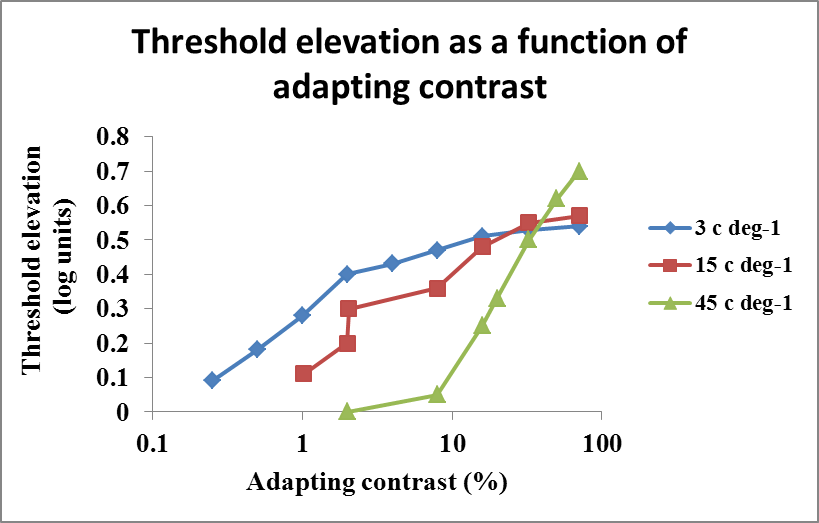 Threshold elevation as a function of
adapting contrast
Threshold elevation
(log units)
0.8
0.7
0.6
0.5
0.4
0.3
0.2
0.1
0
0.1
1
10
100
Adapting contrast (%)
3 c deg-1
15 c deg-1
45 c deg-1